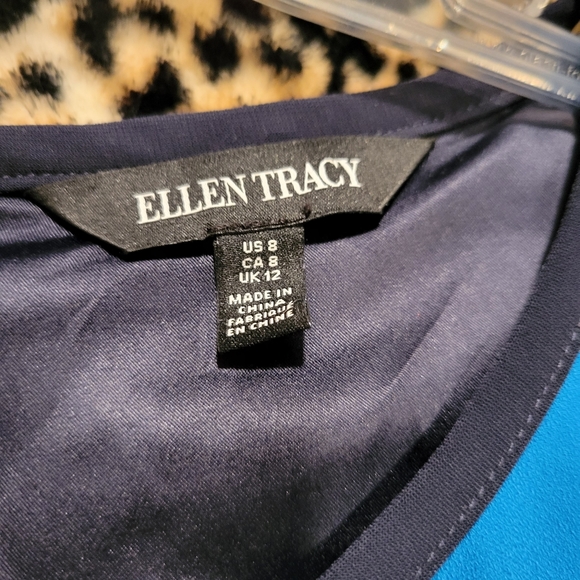 ELLEN TRACY
US 8
CA 8
UK 12
MADE IN
CHINA
FABRIQUÉ
EN CHINE